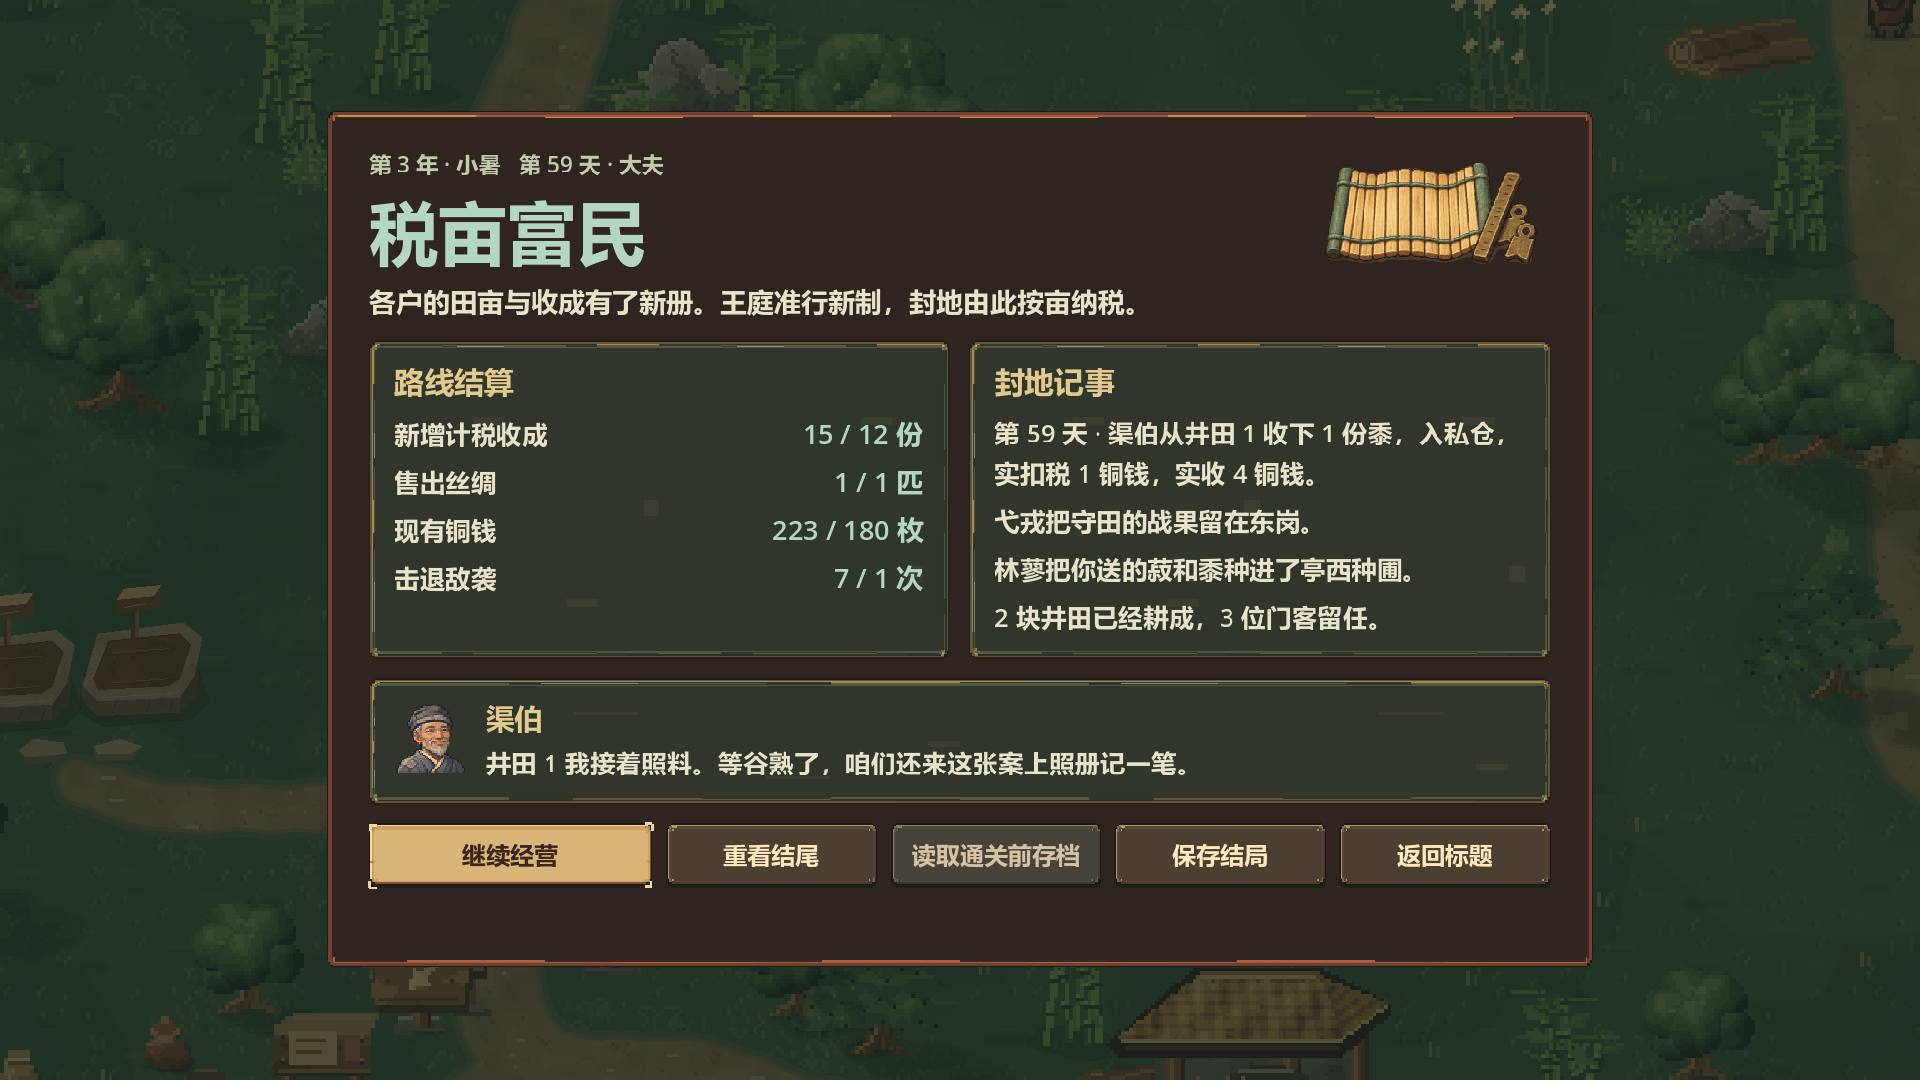 第 3 年 · 小暑 第 59 天 · 大夫
税亩富民
各户的田亩与收成有了新册。王庭准行新制，封地由此按亩纳税。
路线结算
新增计税收成 15 / 12 份
售出丝绸 1 / 1 匹
现有铜钱 223 / 180 枚
击退敌袭 7 / 1 次
封地记事
第 59 天 · 渠伯从井田 1 收下 1 份黍，入私仓，
实扣税 1 铜钱，实收 4 铜钱。
弋戎把守田的战果留在东岗。
林蓼把你送的菽和黍种进了亭西种圃。
2 块井田已经耕成，3 位门客留任。
渠伯
井田 1 我接着照料。等谷熟了，咱们还来这张案上照册记一笔。
继续经营
重看结尾
读取通关前存档
保存结局
返回标题